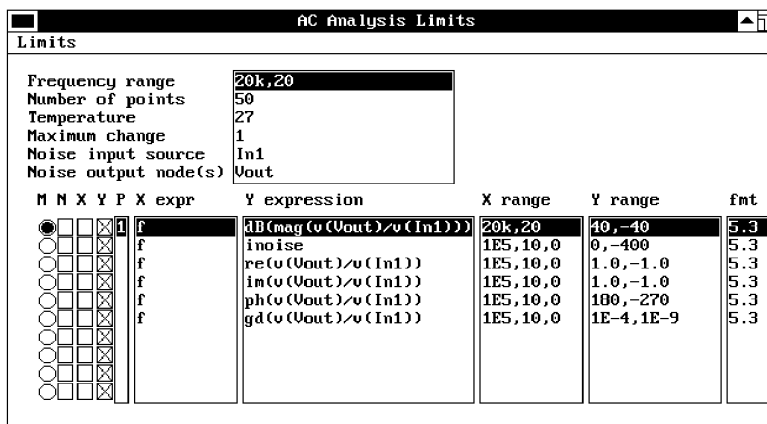 AC Analysis Limits
Limits
Frequency range 20k,20
Number of points 50
Temperature 27
Maximum change 1
Noise input source In1
Noise output node(s) Vout
M N X Y P X expr Y expression X range Y range fmt
1 f dB(mag(v(Vout)/v(In1))) 20k,20 40,-40 5.3
f inoise 1E5,10,0 0,-400 5.3
f re(v(Vout)/v(In1)) 1E5,10,0 1.0,-1.0 5.3
f im(v(Vout)/v(In1)) 1E5,10,0 1.0,-1.0 5.3
f ph(v(Vout)/v(In1)) 1E5,10,0 180,-270 5.3
f gd(v(Vout)/v(In1)) 1E5,10,0 1E-4,1E-9 5.3